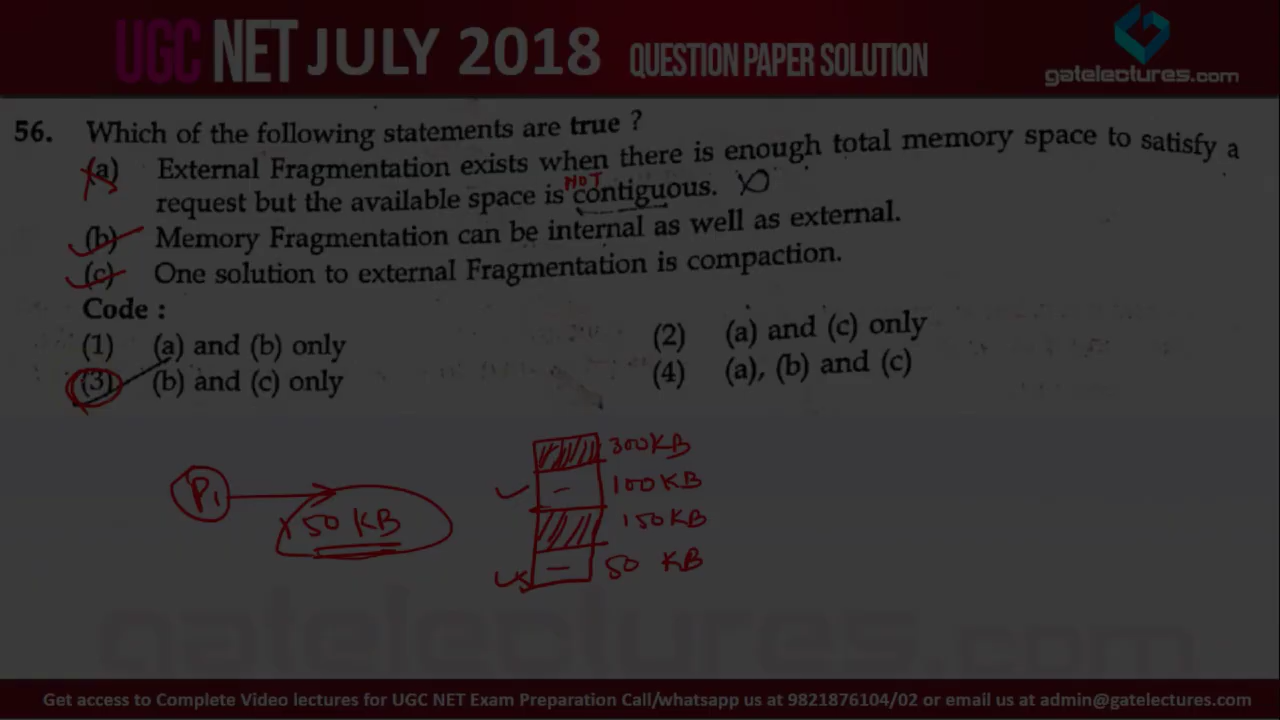 UGC NET JULY 2018 QUESTION PAPER SOLUTION
gatelectures.com
56. Which of the following statements are true ?
(a) External Fragmentation exists when there is enough total memory space to satisfy a
NOT
request but the available space is contiguous.
(b) Memory Fragmentation can be internal as well as external.
(c) One solution to external Fragmentation is compaction.
Code :
(1) (a) and (b) only (2) (a) and (c) only
(3) (b) and (c) only (4) (a), (b) and (c)
300KB
P1 100KB
150 KB 150KB
50 KB
gatelectures.com
Get access to Complete Video lectures for UGC NET Exam Preparation Call/whatsapp us at 9821876104/02 or email us at admin@gatelectures.com